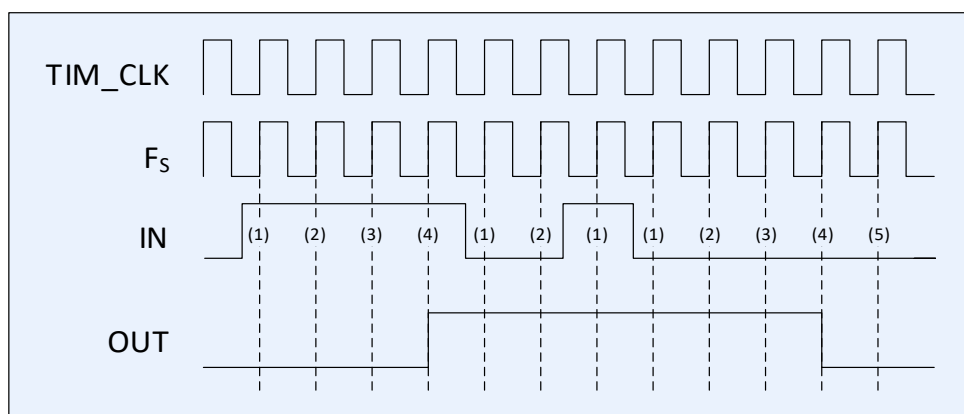 TIM_CLK
FS
IN (1) (2) (3) (4) (1) (2) (1) (1) (2) (3) (4) (5)
OUT